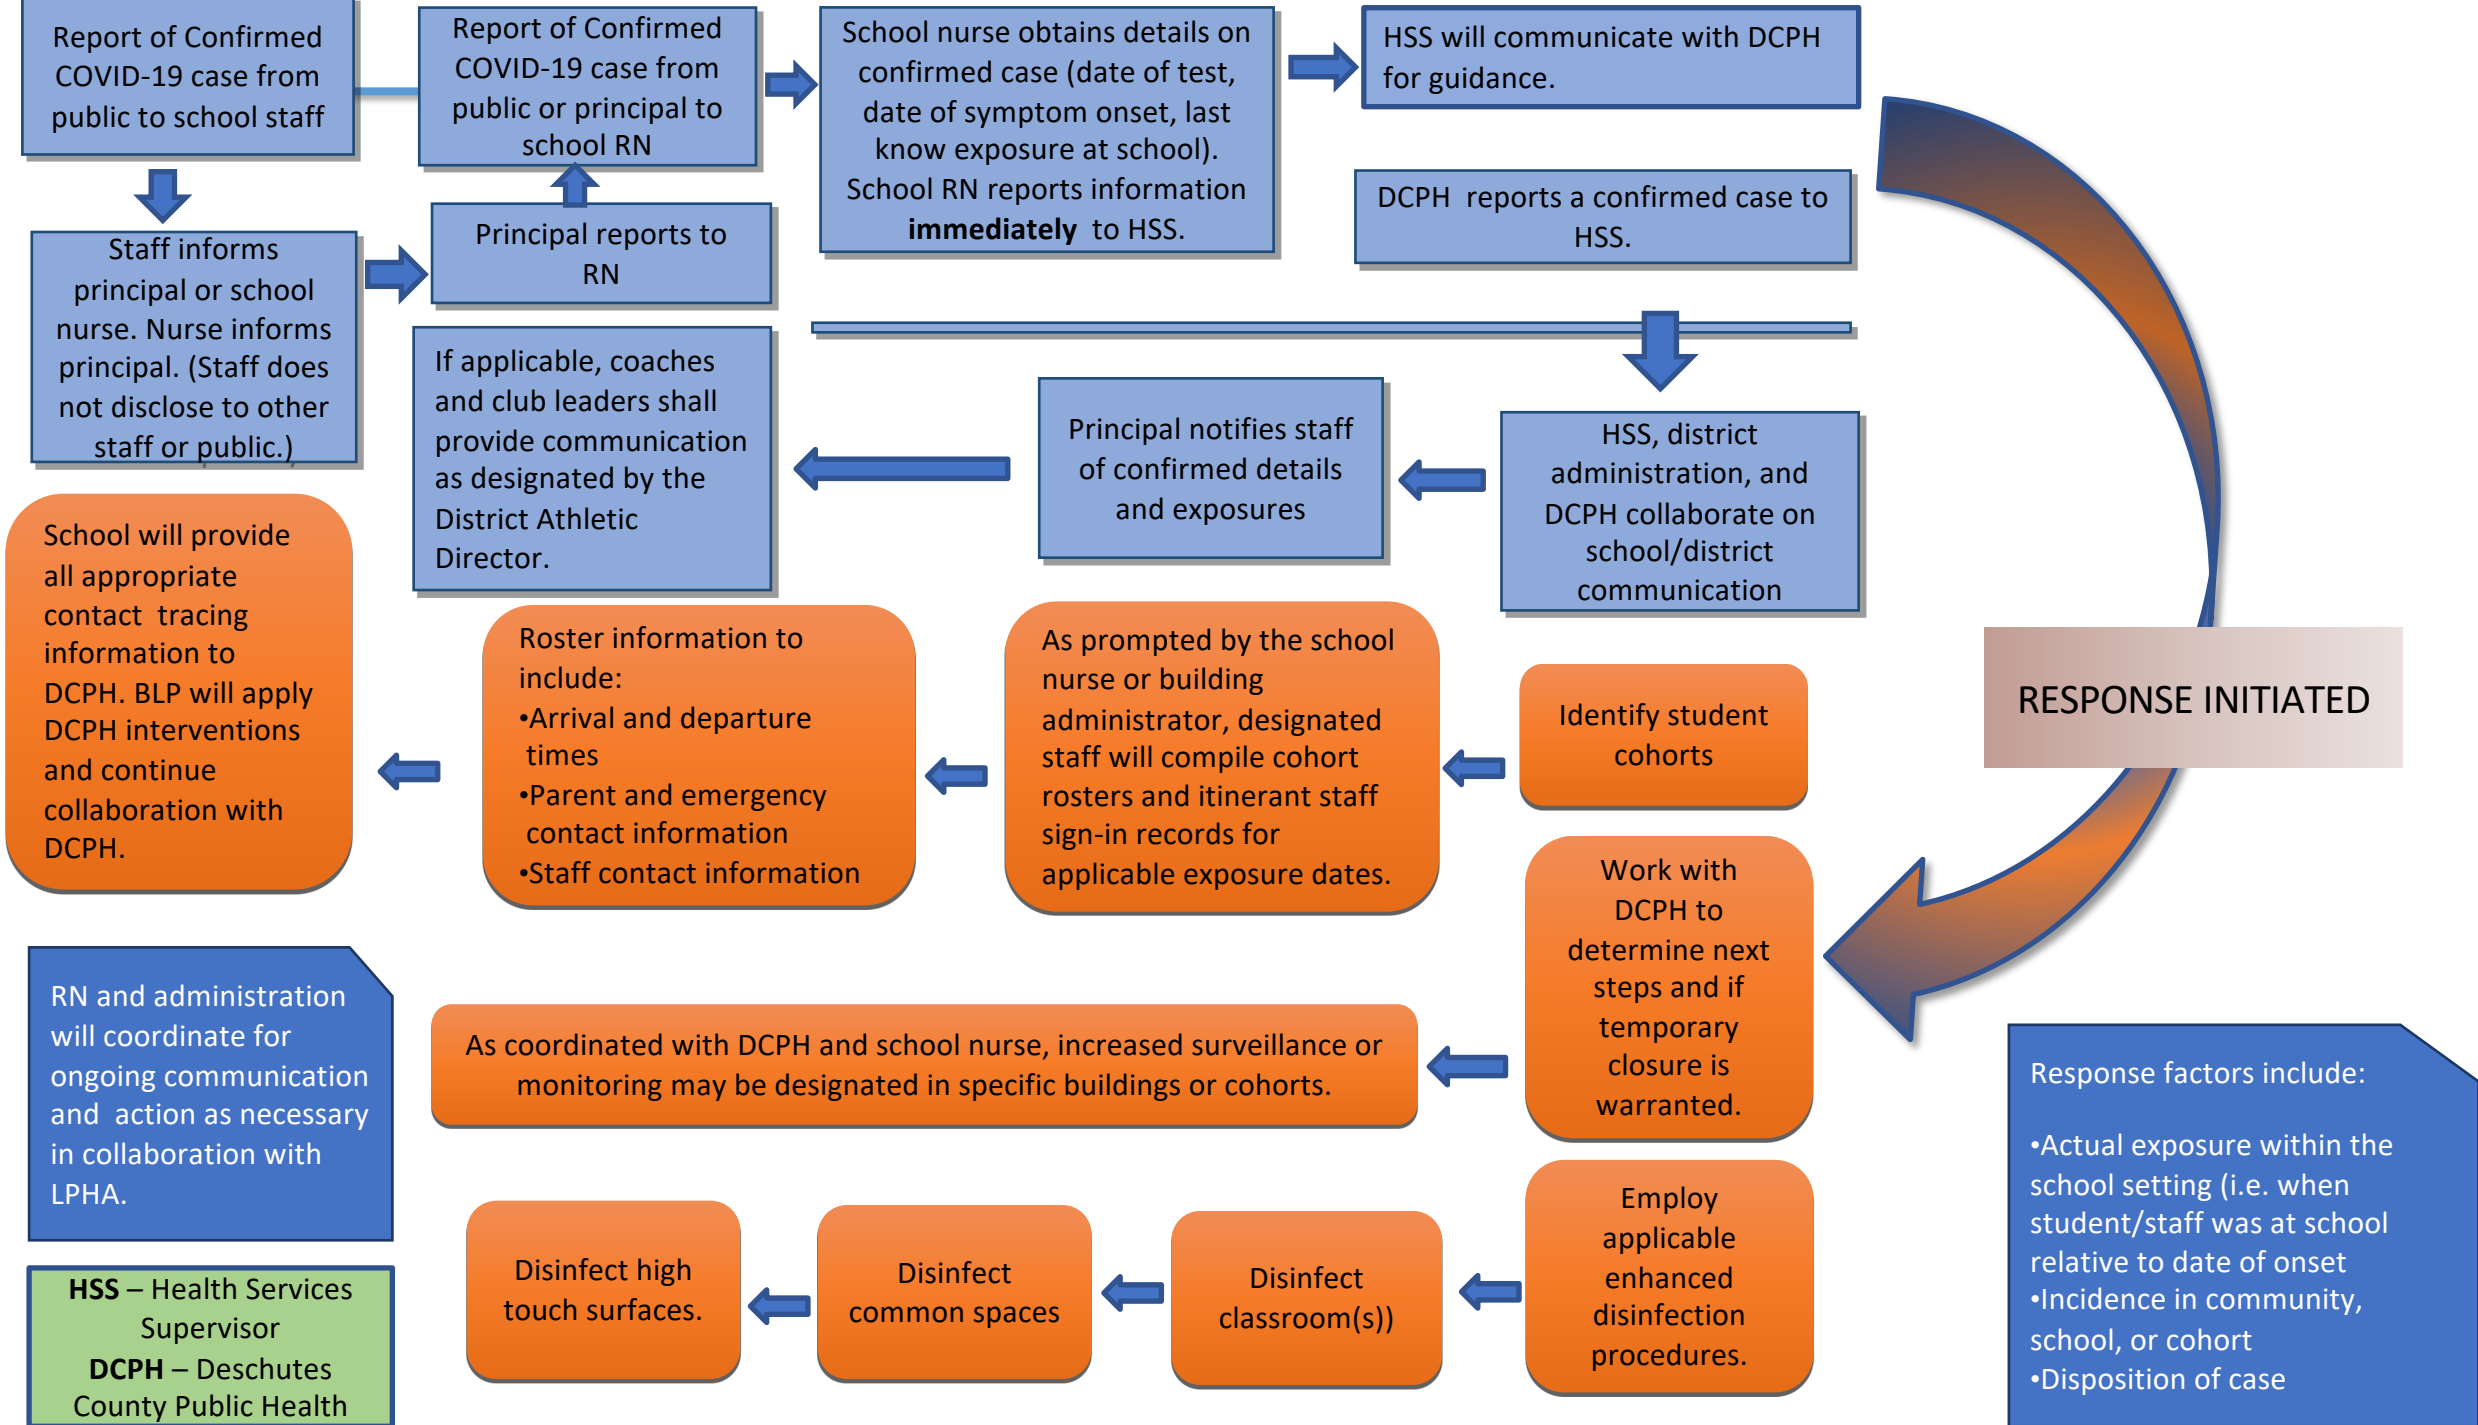 Report of Confirmed
COVID-19 case from
public to school staff
Report of Confirmed
COVID-19 case from
public or principal to
school RN
School nurse obtains details on
confirmed case (date of test,
date of symptom onset, last
know exposure at school).
School RN reports information
immediately to HSS.
HSS will communicate with DCPH
for guidance.
DCPH reports a confirmed case to
HSS.
Staff informs
principal or school
nurse. Nurse informs
principal. (Staff does
not disclose to other
staff or public.)
Principal reports to
RN
If applicable, coaches
and club leaders shall
provide communication
as designated by the
District Athletic
Director.
Principal notifies staff
of confirmed details
and exposures
HSS, district
administration, and
DCPH collaborate on
school/district
communication
RESPONSE INITIATED
School will provide
all appropriate
contact tracing
information to
DCPH. BLP will apply
DCPH interventions
and continue
collaboration with
DCPH.
Roster information to
include:
•Arrival and departure
times
•Parent and emergency
contact information
•Staff contact information
As prompted by the school
nurse or building
administrator, designated
staff will compile cohort
rosters and itinerant staff
sign-in records for
applicable exposure dates.
Identify student
cohorts
Work with
DCPH to
determine next
steps and if
temporary
closure is
warranted.
As coordinated with DCPH and school nurse, increased surveillance or
monitoring may be designated in specific buildings or cohorts.
RN and administration
will coordinate for
ongoing communication
and action as necessary
in collaboration with
LPHA.
Response factors include:
•Actual exposure within the
school setting (i.e. when
student/staff was at school
relative to date of onset
•Incidence in community,
school, or cohort
•Disposition of case
Disinfect high
touch surfaces.
Disinfect
common spaces
Disinfect
classroom(s))
Employ
applicable
enhanced
disinfection
procedures.
HSS – Health Services
Supervisor
DCPH – Deschutes
County Public Health